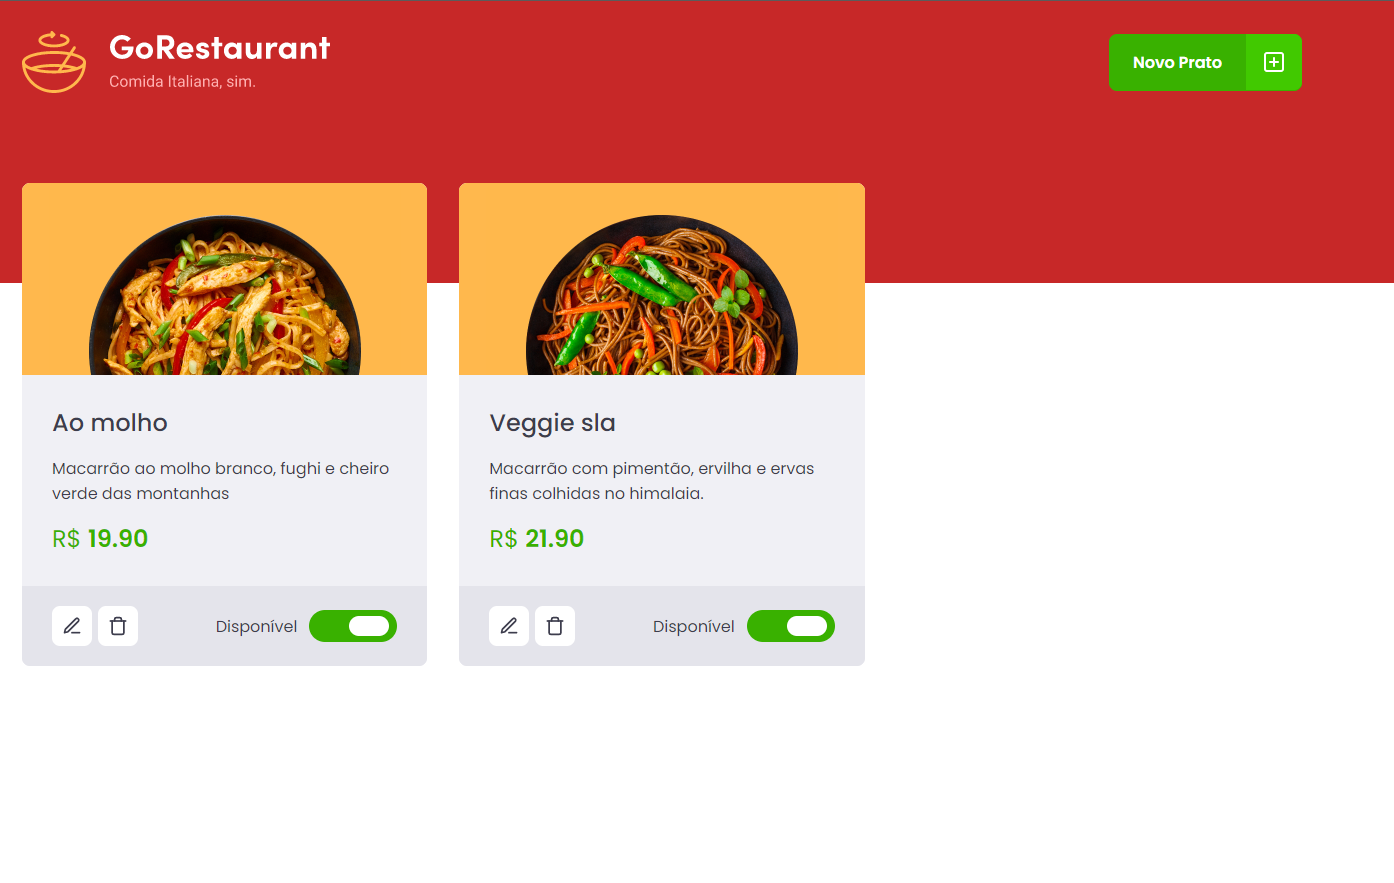 GoRestaurant
Comida Italiana, sim.
Novo Prato
Ao molho
Macarrão ao molho branco, fughi e cheiro
verde das montanhas
R$ 19.90
Disponível
Veggie sla
Macarrão com pimentão, ervilha e ervas
finas colhidas no himalaia.
R$ 21.90
Disponível